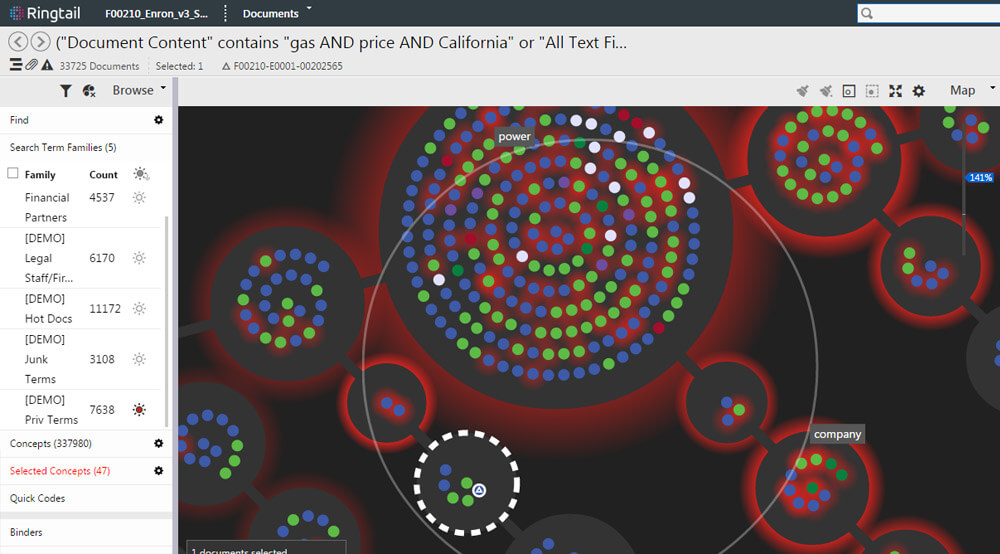 Ringtail F00210_Enron_v3_S... Documents
("Document Content" contains "gas AND price AND California" or "All Text Fi...
33725 Documents Selected: 1 F00210-E0001-00202565
Browse Map
Find
Search Term Families (5)
Family Count
Financial
Partners
4537
[DEMO]
Legal
Staff/Fir...
6170
[DEMO]
Hot Docs
11172
[DEMO]
Junk
Terms
3108
[DEMO]
Priv Terms
7638
Concepts (337980)
Selected Concepts (47)
Quick Codes
Binders
power
141%
company
1 documents selected